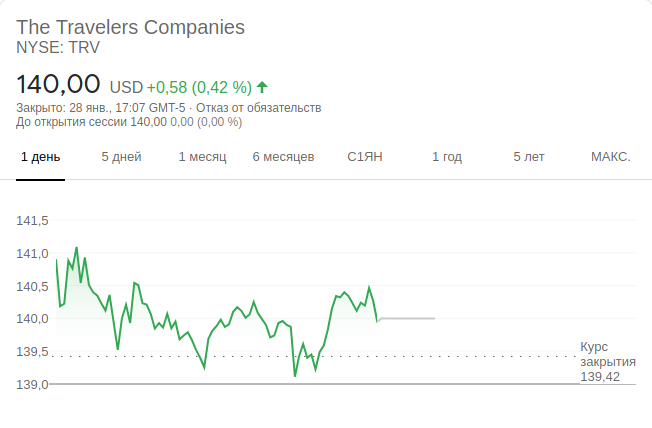 The Travelers Companies
NYSE: TRV
140,00 USD +0,58 (0,42 %)
Закрыто: 28 янв., 17:07 GMT-5 · Отказ от обязательств
До открытия сессии 140,00 0,00 (0,00 %)
1 день 5 дней 1 месяц 6 месяцев С1ЯН 1 год 5 лет МАКС.
141,5
141,0
140,5
140,0
139,5
139,0
Курс
закрытия
139,42